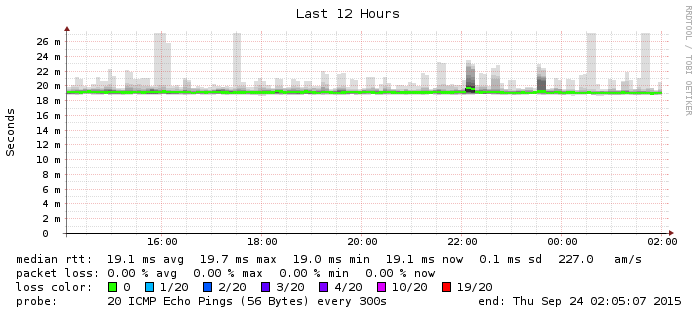 Last 12 Hours
RRDTOOL / TOBI OETIKER
Seconds
26 m
24 m
22 m
20 m
18 m
16 m
14 m
12 m
10 m
8 m
6 m
4 m
2 m
0
16:00 18:00 20:00 22:00 00:00 02:00
median rtt: 19.1 ms avg 19.7 ms max 19.0 ms min 19.1 ms now 0.1 ms sd 227.0 am/s
packet loss: 0.00 % avg 0.00 % max 0.00 % min 0.00 % now
loss color: 0 1/20 2/20 3/20 4/20 10/20 19/20
probe: 20 ICMP Echo Pings (56 Bytes) every 300s end: Thu Sep 24 02:05:07 2015